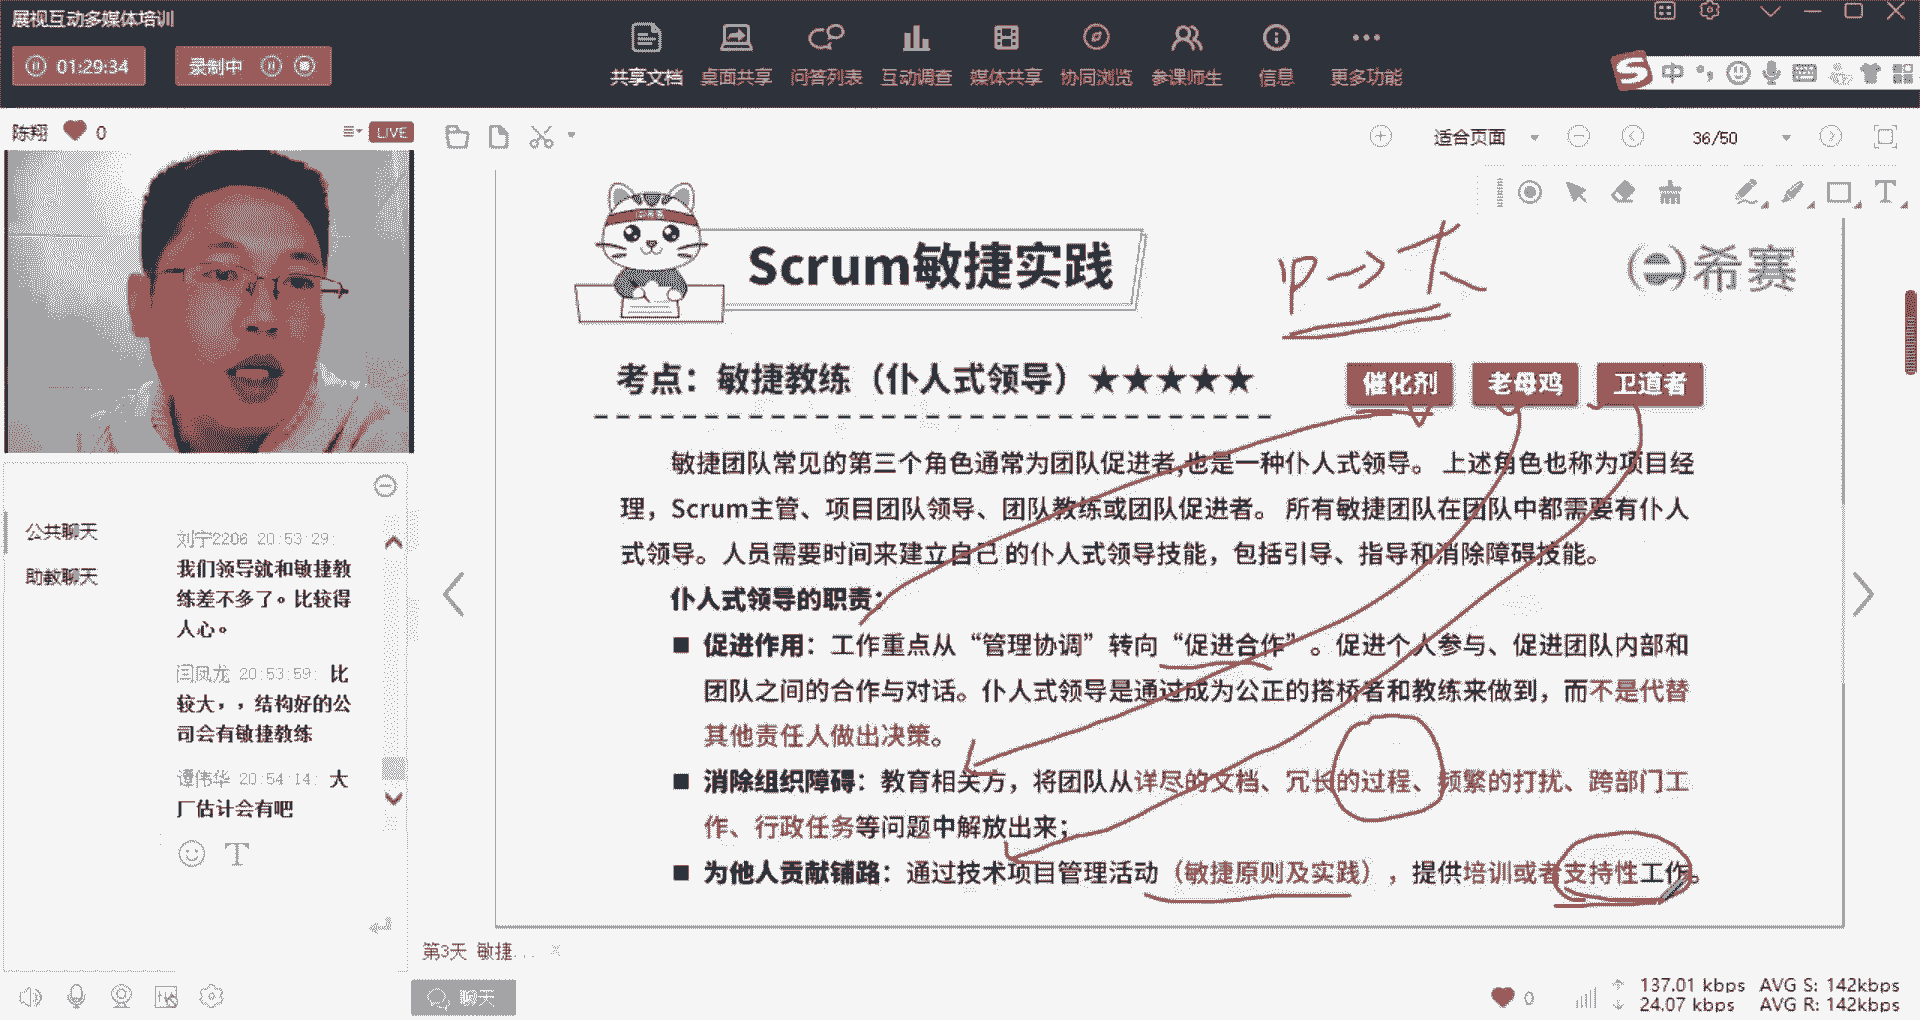 展视互动多媒体培训
01:29:34
录制中
共享文档 桌面共享 问答列表 互动调查 媒体共享 协同浏览 参课师生 信息 更多功能
中
陈翔 0
LIVE
适合页面
36/50
T
Scrum敏捷实践
希赛
考点：敏捷教练（仆人式领导）★★★★★
催化剂 老母鸡 卫道者
敏捷团队常见的第三个角色通常为团队促进者,也是一种仆人式领导。 上述角色也称为项目经
理，Scrum主管、项目团队领导、团队教练或团队促进者。 所有敏捷团队在团队中都需要有仆人
式领导。人员需要时间来建立自己 的仆人式领导技能，包括引导、指导和消除障碍技能。
仆人式领导的职责：
■ 促进作用：工作重点从“管理协调”转向“促进合作”。促进个人参与、促进团队内部和
团队之间的合作与对话。仆人式领导是通过成为公正的搭桥者和教练来做到，而不是代替
其他责任人做出决策。
■ 消除组织障碍：教育相关方，将团队从详尽的文档、冗长的过程、频繁的打扰、跨部门工
作、行政任务等问题中解放出来；
■ 为他人贡献铺路：通过技术项目管理活动（敏捷原则及实践），提供培训或者支持性工作。
公共聊天
助教聊天
刘宁2206 20:53:29:
我们领导就和敏捷教
练差不多了。比较得
人心。
闫凤龙 20:53:59: 比
较大，，结构好的公
司会有敏捷教练
谭伟华 20:54:14: 大
厂估计会有吧
T
第3天 敏捷...
聊天
0
137.01 kbps AVG S: 142kbps
24.07 kbps AVG R: 142kbps